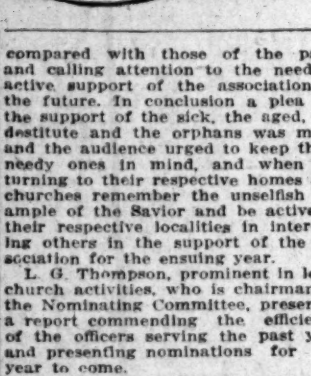 compared with those of the p
and calling attention to the need
active support of the association
the future. In conclusion a plea
the support of the sick, the aged,
destitute and the orphans was m
and the audience urged to keep th
needy ones in mind, and when
turning to their respective homes
churches remember the unselfish
ample of the Savior and be active
their respective localities in inter
ing others in the support of the
sociation for the ensuing year.
L. G. Thompson, prominent in l
church activities, who is chairman
the Nominating Committee, presen
a report commending the efficie
of the officers serving the past y
and presenting nominations for
year to come.